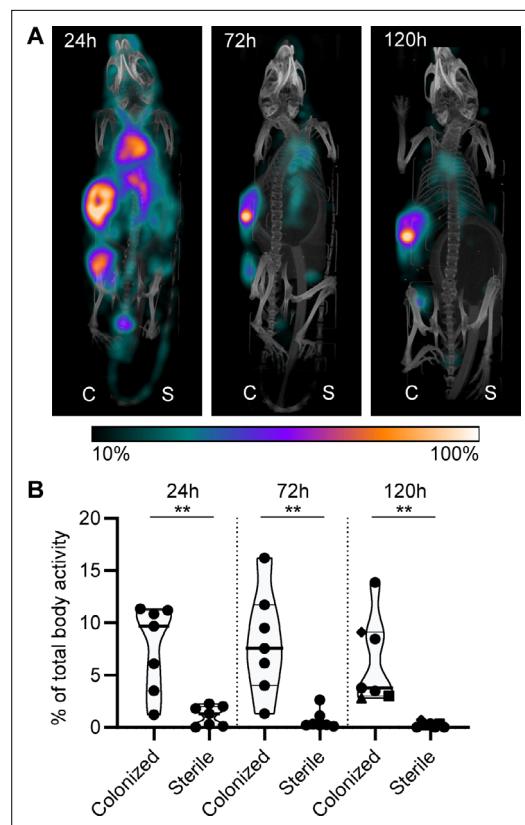 A
24h
72h
120h
C S
C S
C S
10% 100%
B
24h 72h 120h
** ** **
% of total body activity
20
15
10
5
0
Colonized
Sterile
Colonized
Sterile
Colonized
Sterile